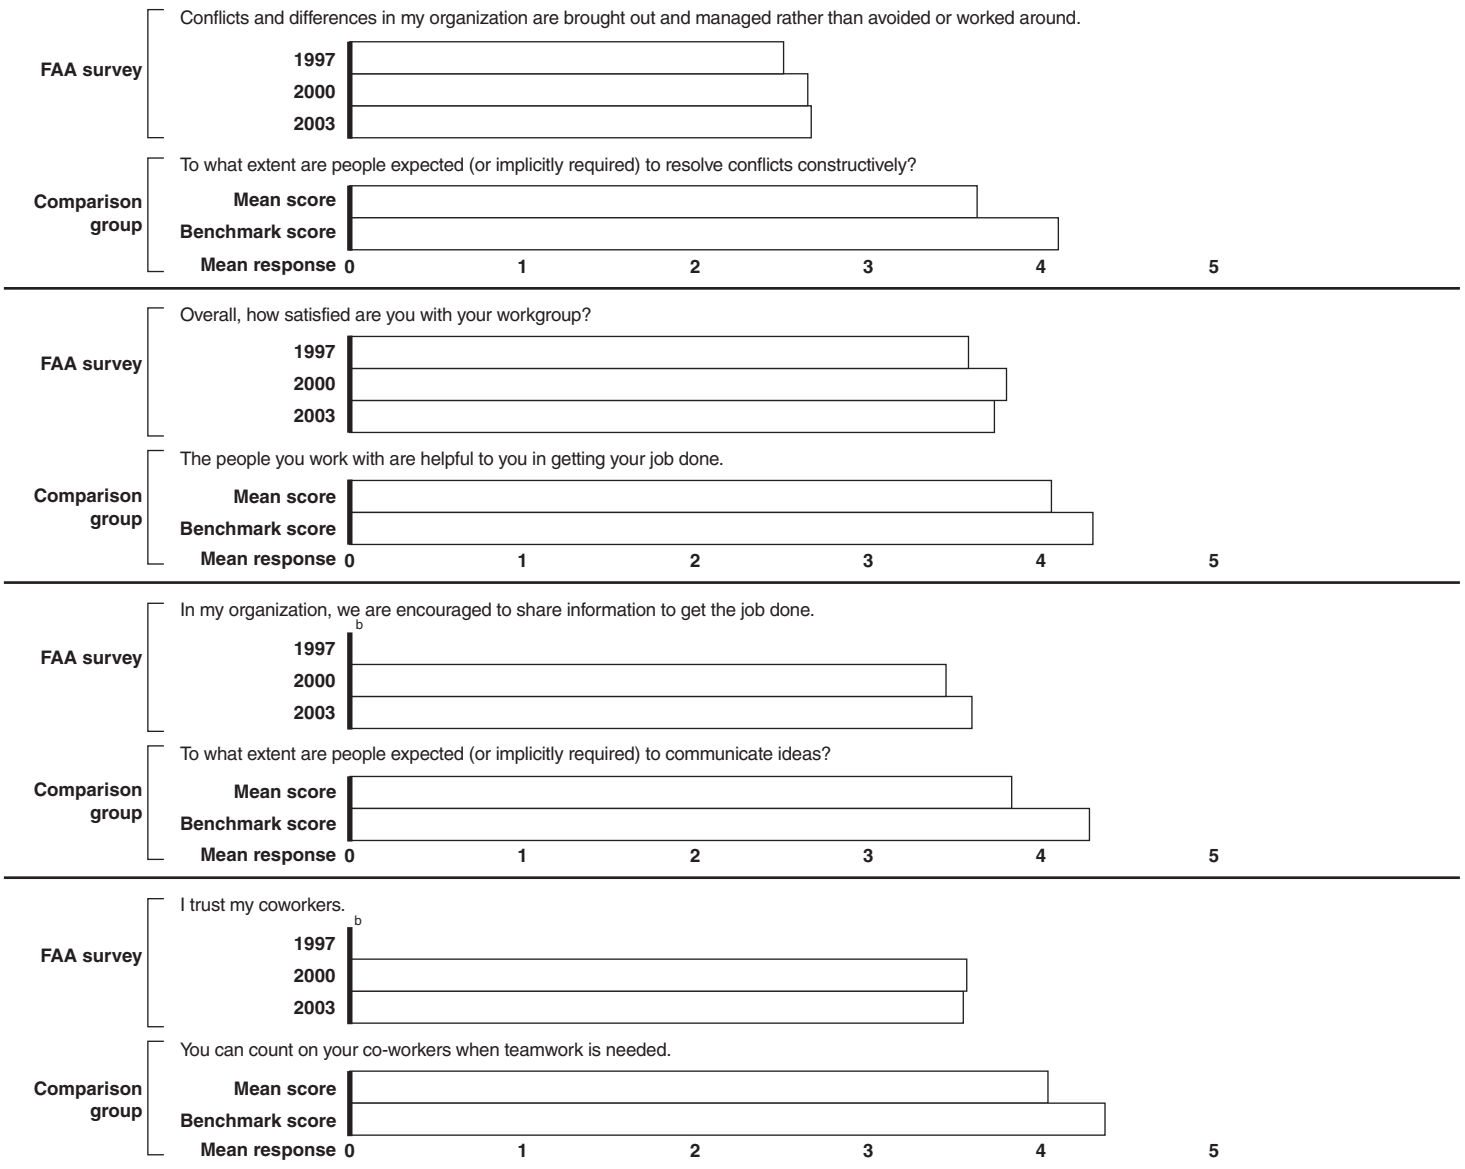 Conflicts and differences in my organization are brought out and managed rather than avoided or worked around.
FAA survey
1997
2000
2003
To what extent are people expected (or implicitly required) to resolve conflicts constructively?
Comparison
group
Mean score
Benchmark score
Mean response 0 1 2 3 4 5
Overall, how satisfied are you with your workgroup?
FAA survey
1997
2000
2003
The people you work with are helpful to you in getting your job done.
Comparison
group
Mean score
Benchmark score
Mean response 0 1 2 3 4 5
In my organization, we are encouraged to share information to get the job done.
b
FAA survey
1997
2000
2003
To what extent are people expected (or implicitly required) to communicate ideas?
Comparison
group
Mean score
Benchmark score
Mean response 0 1 2 3 4 5
I trust my coworkers.
b
FAA survey
1997
2000
2003
You can count on your co-workers when teamwork is needed.
Comparison
group
Mean score
Benchmark score
Mean response 0 1 2 3 4 5